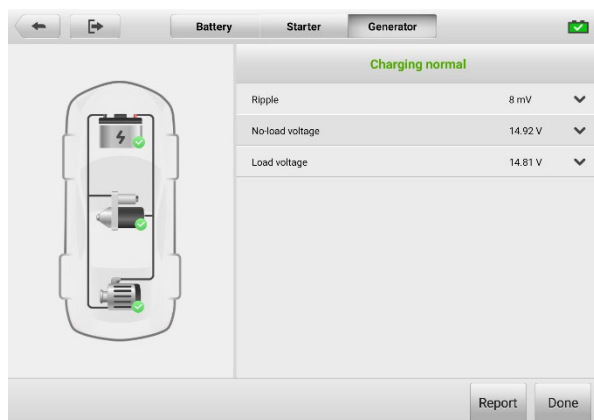 Battery Starter Generator
Charging normal
Ripple 8 mV
No-load voltage 14.92 V
Load voltage 14.81 V
Report Done